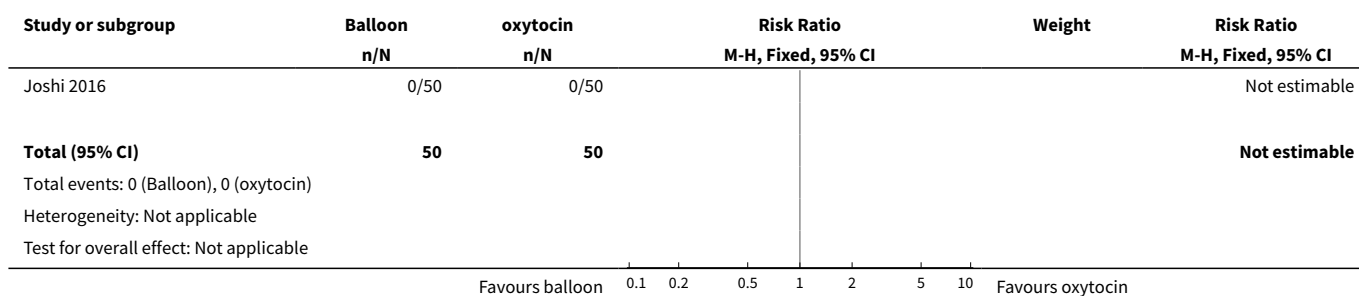 Study or subgroup Balloon oxytocin Risk Ratio Weight Risk Ratio
n/N n/N M-H, Fixed, 95% CI M-H, Fixed, 95% CI
Joshi 2016 0/50 0/50 Not estimable
Total (95% CI) 50 50 Not estimable
Total events: 0 (Balloon), 0 (oxytocin)
Heterogeneity: Not applicable
Test for overall effect: Not applicable
Favours balloon 0.1 0.2 0.5 1 2 5 10 Favours oxytocin